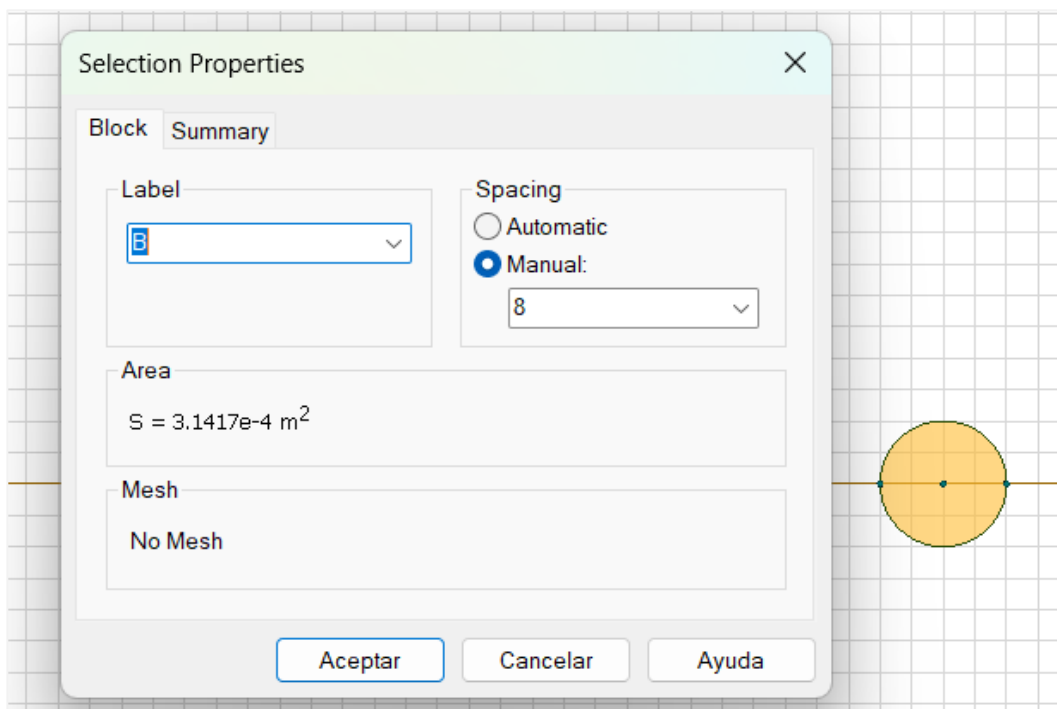 Selection Properties
Block
Summary
Label
B
Spacing
Automatic
Manual:
8
Area
S = 3.1417e-4 m²
Mesh
No Mesh
Aceptar
Cancelar
Ayuda